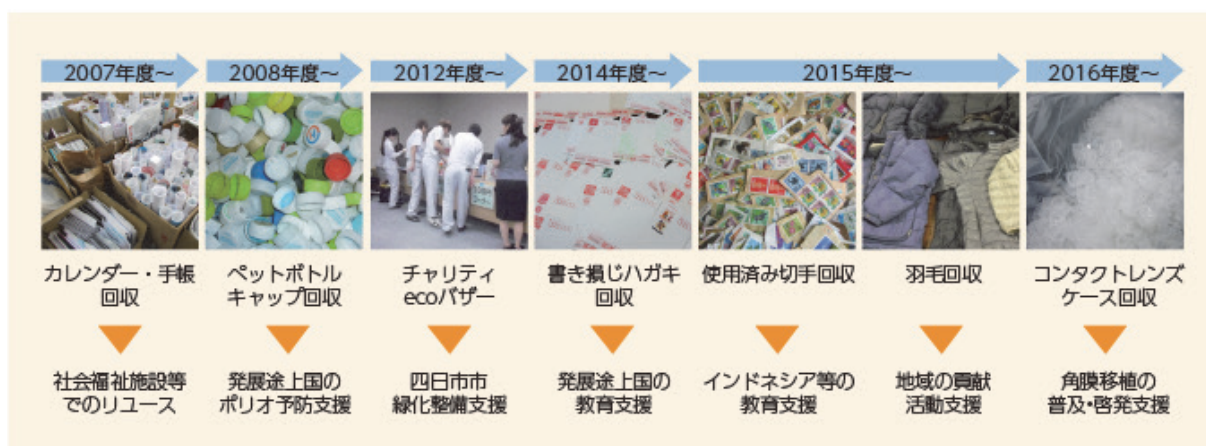 2007年度～
2008年度～
2012年度～
2014年度～
2015年度～
2016年度～
カレンダー・手帳
回収
ペットボトル
キャップ回収
チャリティ
ecoバザー
書き損じハガキ
回収
使用済み切手回収
羽毛回収
コンタクトレンズ
ケース回収
社会福祉施設等
でのリユース
発展途上国の
ポリオ予防支援
四日市市
緑化整備支援
発展途上国の
教育支援
インドネシア等の
教育支援
地域の貢献
活動支援
角膜移植の
普及・啓発支援